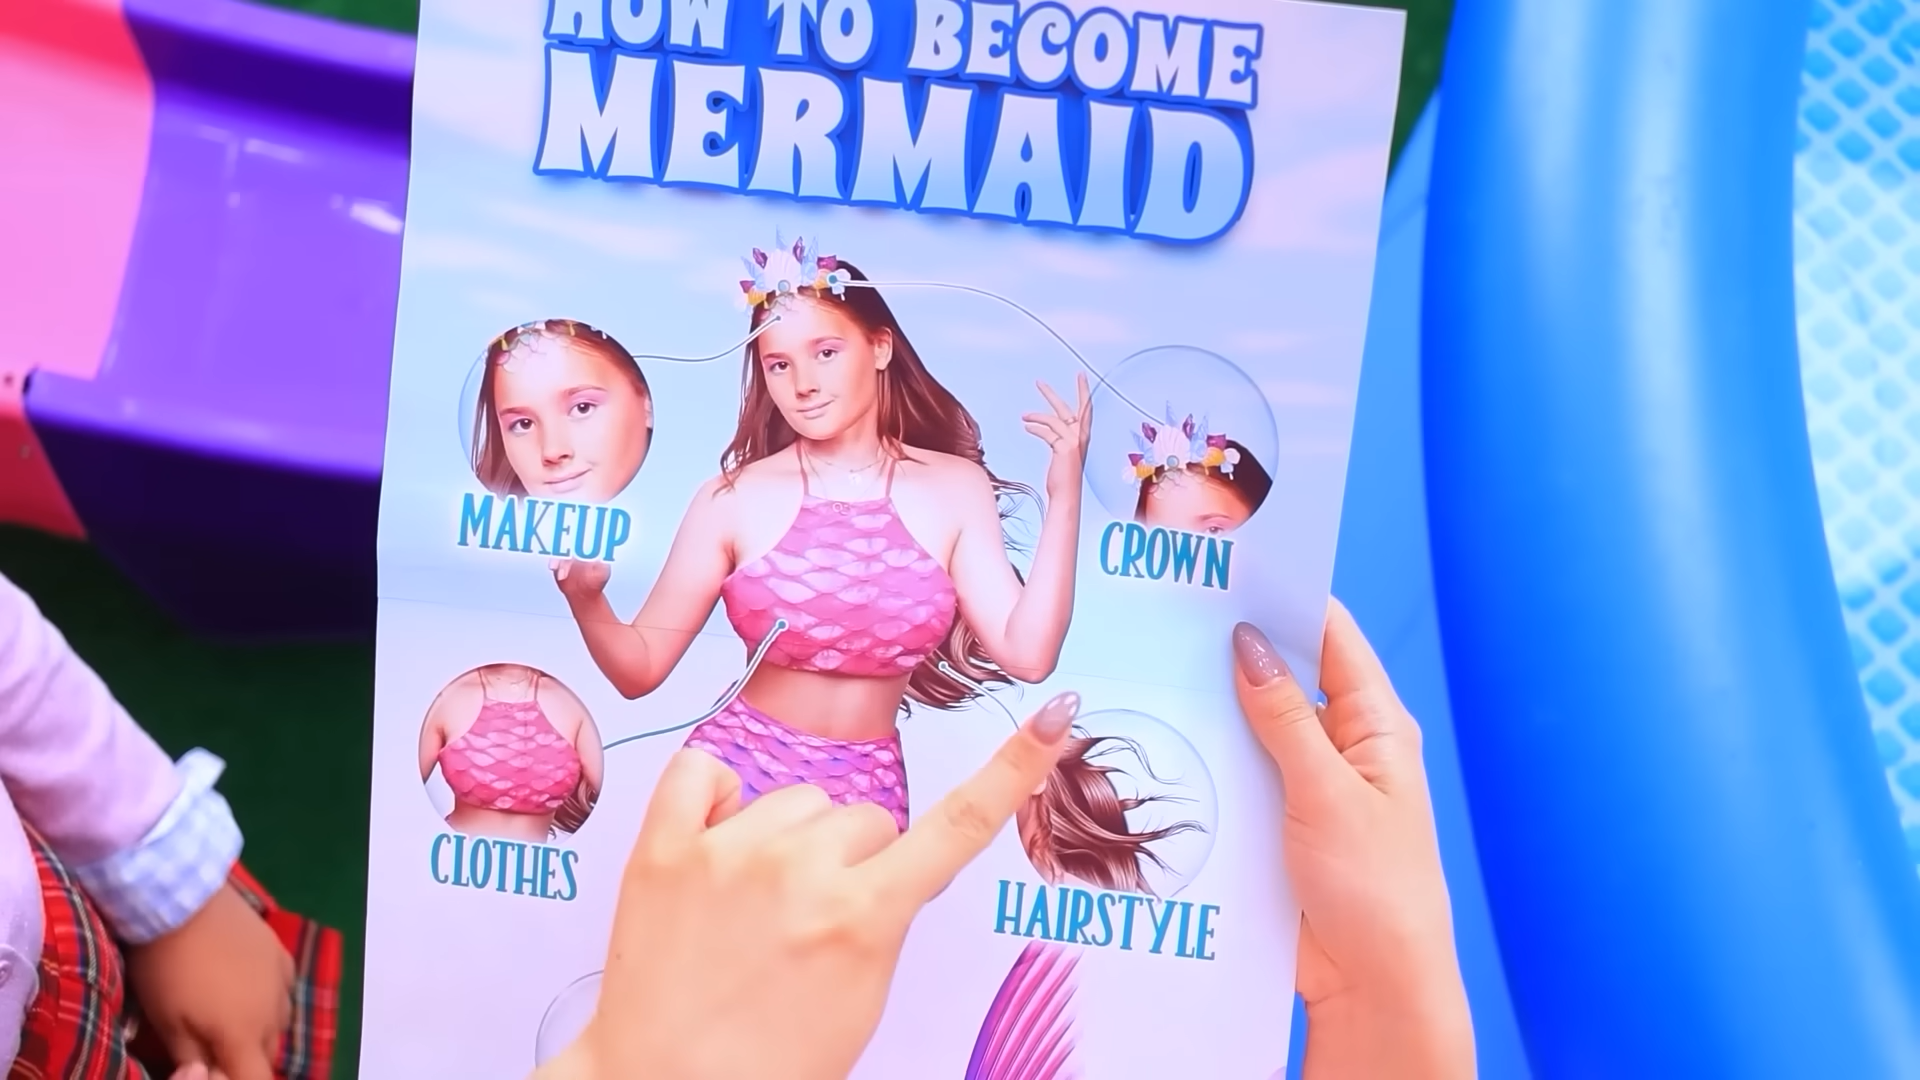 HOW TO BECOME
MERMAID
MAKEUP
CROWN
CLOTHES
HAIRSTYLE